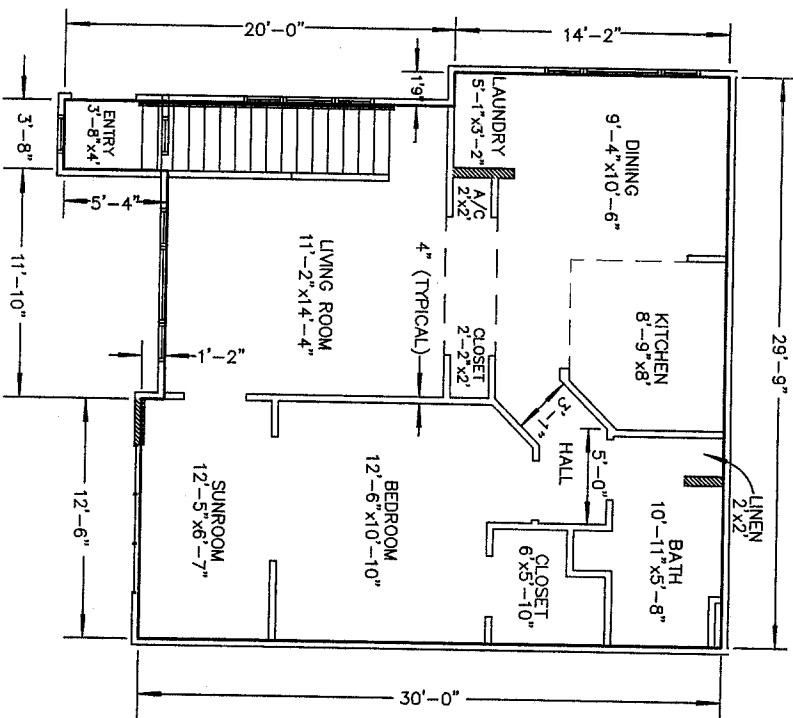 20'-0"
14'-2"
1'9"
LAUNDRY
5'-1"x3'-2"
DINING
9'-4"x10'-6"
ENTRY
3'-8"x4'
3'-8"
5'-4"
A/C
2'x2'
4" (TYPICAL)
LIVING ROOM
11'-2"x14'-4"
11'-10"
1'-2"
CLOSET
2'-2"x2'
KITCHEN
8'-9"x8'
29'-9"
3'-1"
HALL
5'-0"
LINEN
2'x2'
BATH
10'-11"x5'-8"
CLOSET
6'x5'-10"
BEDROOM
12'-6"x10'-10"
SUNROOM
12'-5"x6'-7"
12'-6"
30'-0"